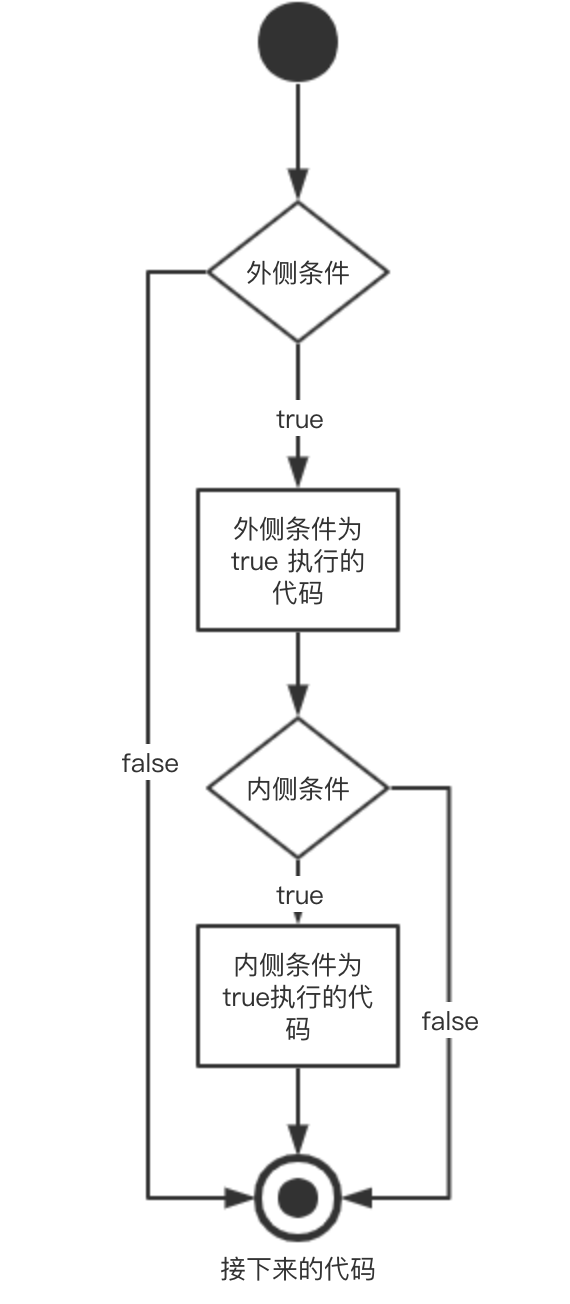 外侧条件
true
外侧条件为
true 执行的
代码
false
内侧条件
true
内侧条件为
true执行的代
码
false
接下来的代码